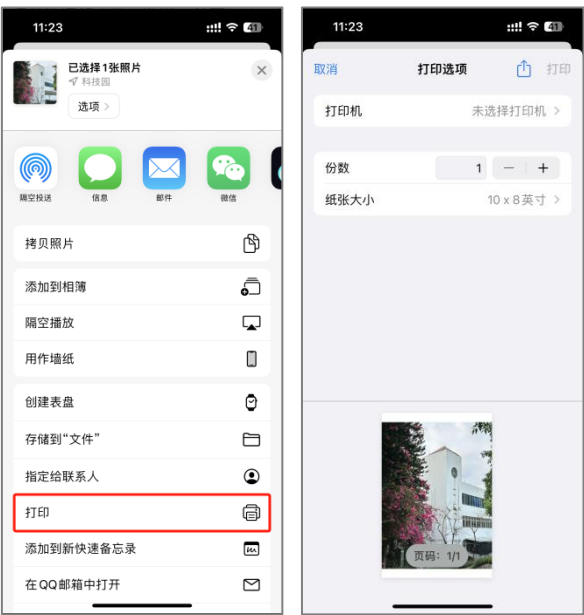 11:23
41
已选择1张照片
科技园
选项
隔空投送
信息
邮件
微信
拷贝照片
添加到相簿
隔空播放
用作墙纸
创建表盘
存储到“文件”
指定给联系人
打印
添加到新快速备忘录
在QQ邮箱中打开
11:23
41
取消 打印选项 打印
打印机 未选择打印机
份数 1 − +
纸张大小 10 x 8英寸
页码：1/1